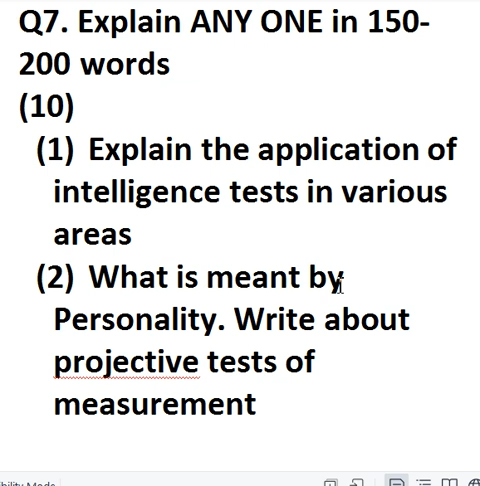 Q7. Explain ANY ONE in 150-
200 words
(10)
(1) Explain the application of
intelligence tests in various
areas
(2) What is meant by
Personality. Write about
projective tests of
measurement